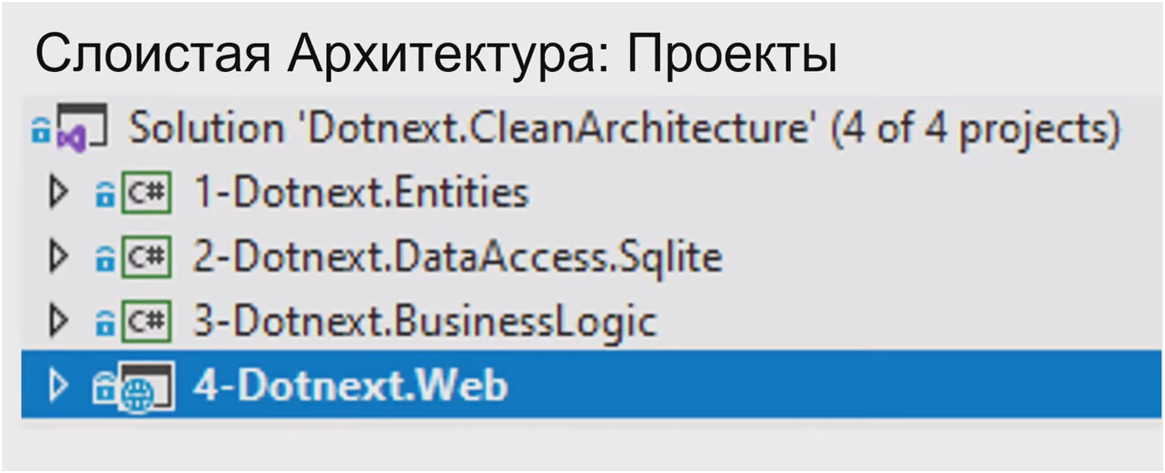 Слоистая Архитектура: Проекты
Solution 'Dotnext.CleanArchitecture' (4 of 4 projects)
C# 1-Dotnext.Entities
C# 2-Dotnext.DataAccess.Sqlite
C# 3-Dotnext.BusinessLogic
4-Dotnext.Web